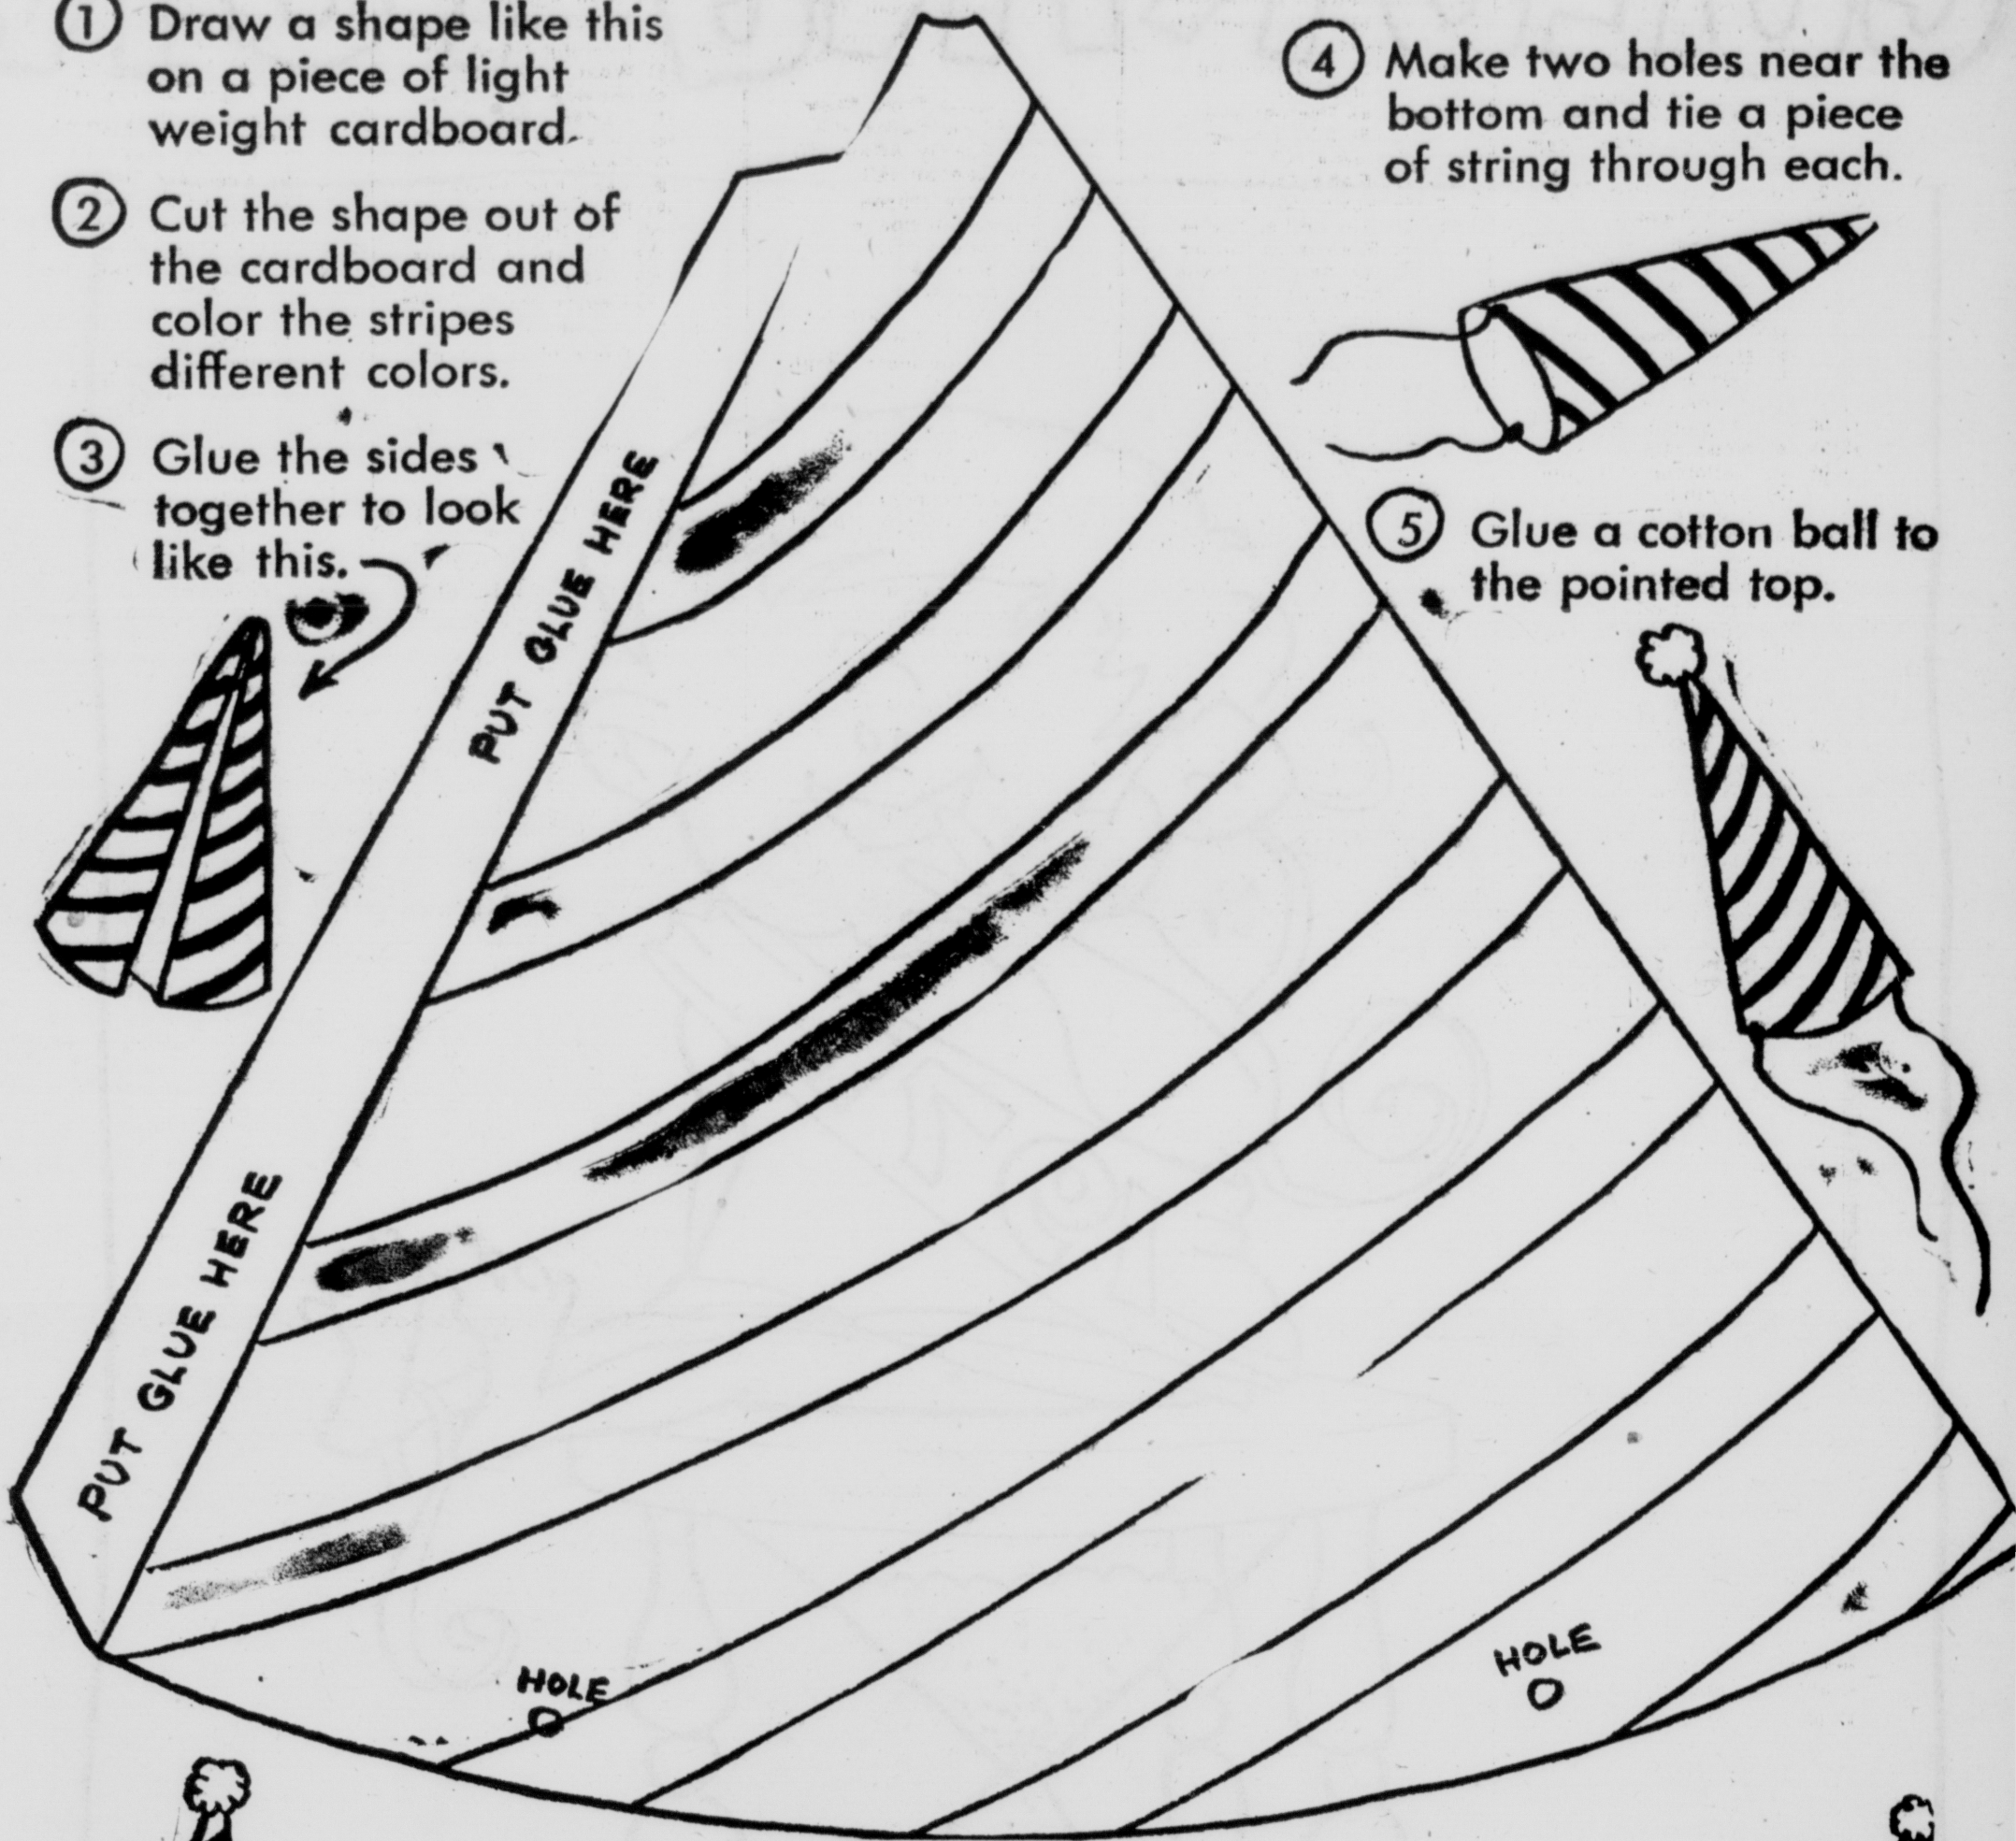 1 Draw a shape like this
on a piece of light
weight cardboard.
2 Cut the shape out of
the cardboard and
color the stripes
different colors.
3 Glue the sides
together to look
like this.
4 Make two holes near the
bottom and tie a piece
of string through each.
5 Glue a cotton ball to
the pointed top.
PUT GLUE HERE
PUT GLUE HERE
HOLE
HOLE